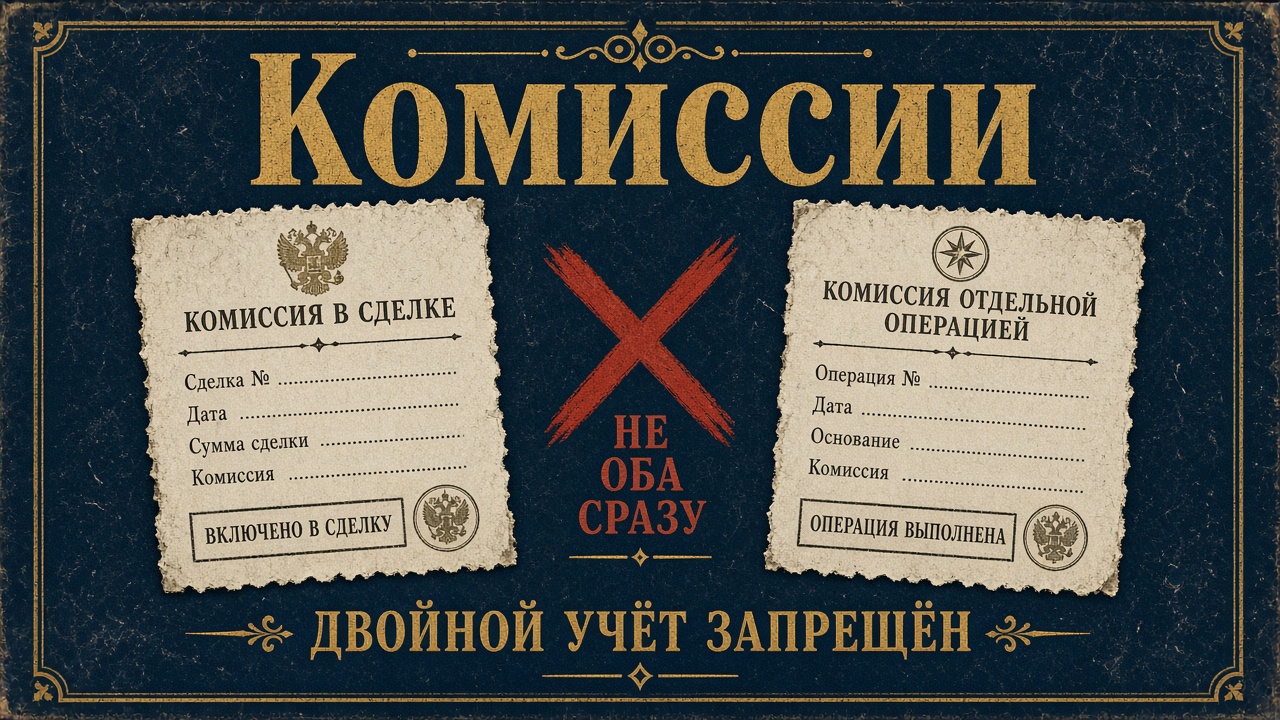 Комиссии
КОМИССИЯ В СДЕЛКЕ
Сделка №
Дата
Сумма сделки
Комиссия
ВКЛЮЧЕНО В СДЕЛКУ
НЕ
ОБА
СРАЗУ
КОМИССИЯ ОТДЕЛЬНОЙ
ОПЕРАЦИЕЙ
Операция №
Дата
Основание
Комиссия
ОПЕРАЦИЯ ВЫПОЛНЕНА
ДВОЙНОЙ УЧЁТ ЗАПРЕЩЁН